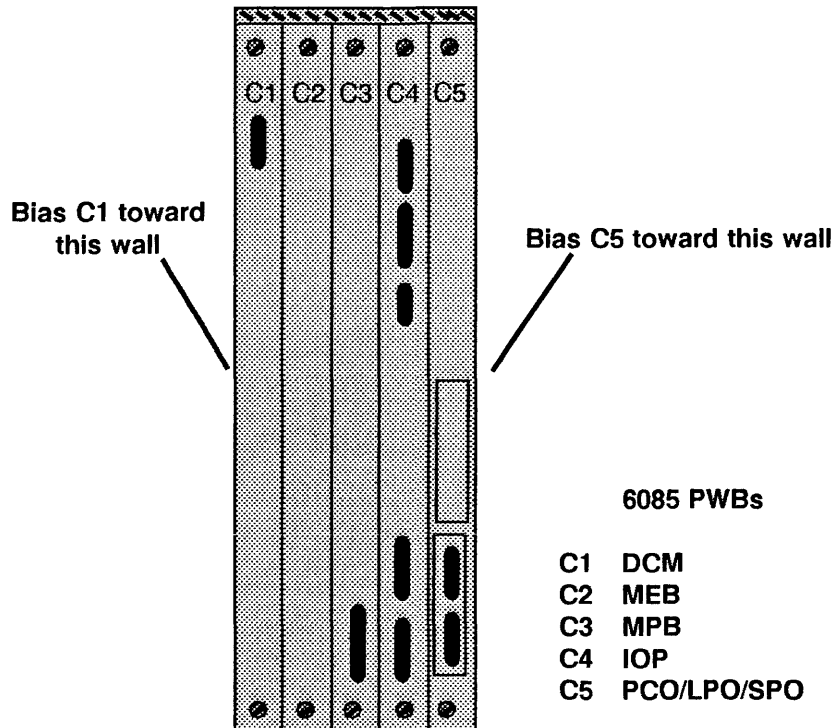 C1 C2 C3 C4 C5
Bias C1 toward
this wall
Bias C5 toward this wall
6085 PWBs
C1 DCM
C2 MEB
C3 MPB
C4 IOP
C5 PCO/LPO/SPO